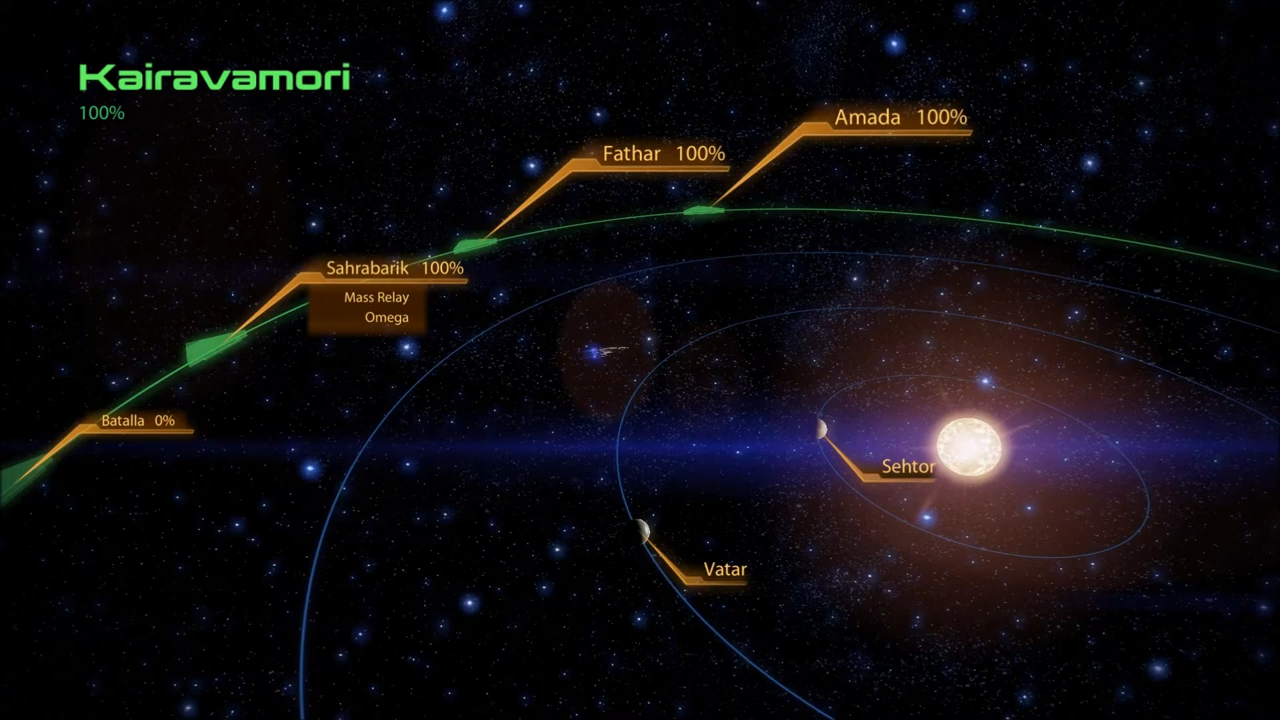 Kairavamori
100%
Amada 100%
Fathar 100%
Sahrabarik 100%
Mass Relay
Omega
Batalla 0%
Sehtor
Vatar